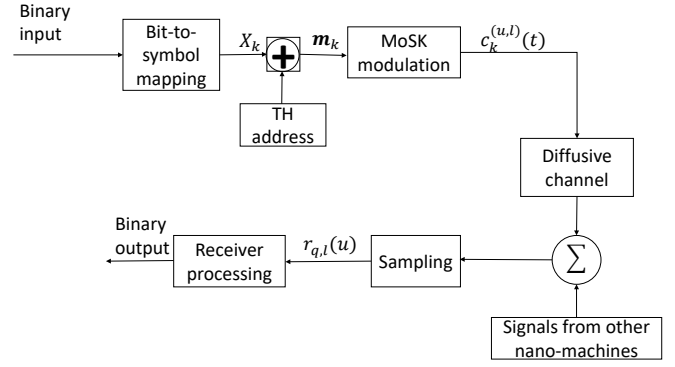 Binary
input
Bit-to-
symbol
mapping
X_k
+
m_k
MoSK
modulation
c_k^{(u,l)}(t)
TH
address
Diffusive
channel
Binary
output
Receiver
processing
r_{q,l}(u)
Sampling
∑
Signals from other
nano-machines